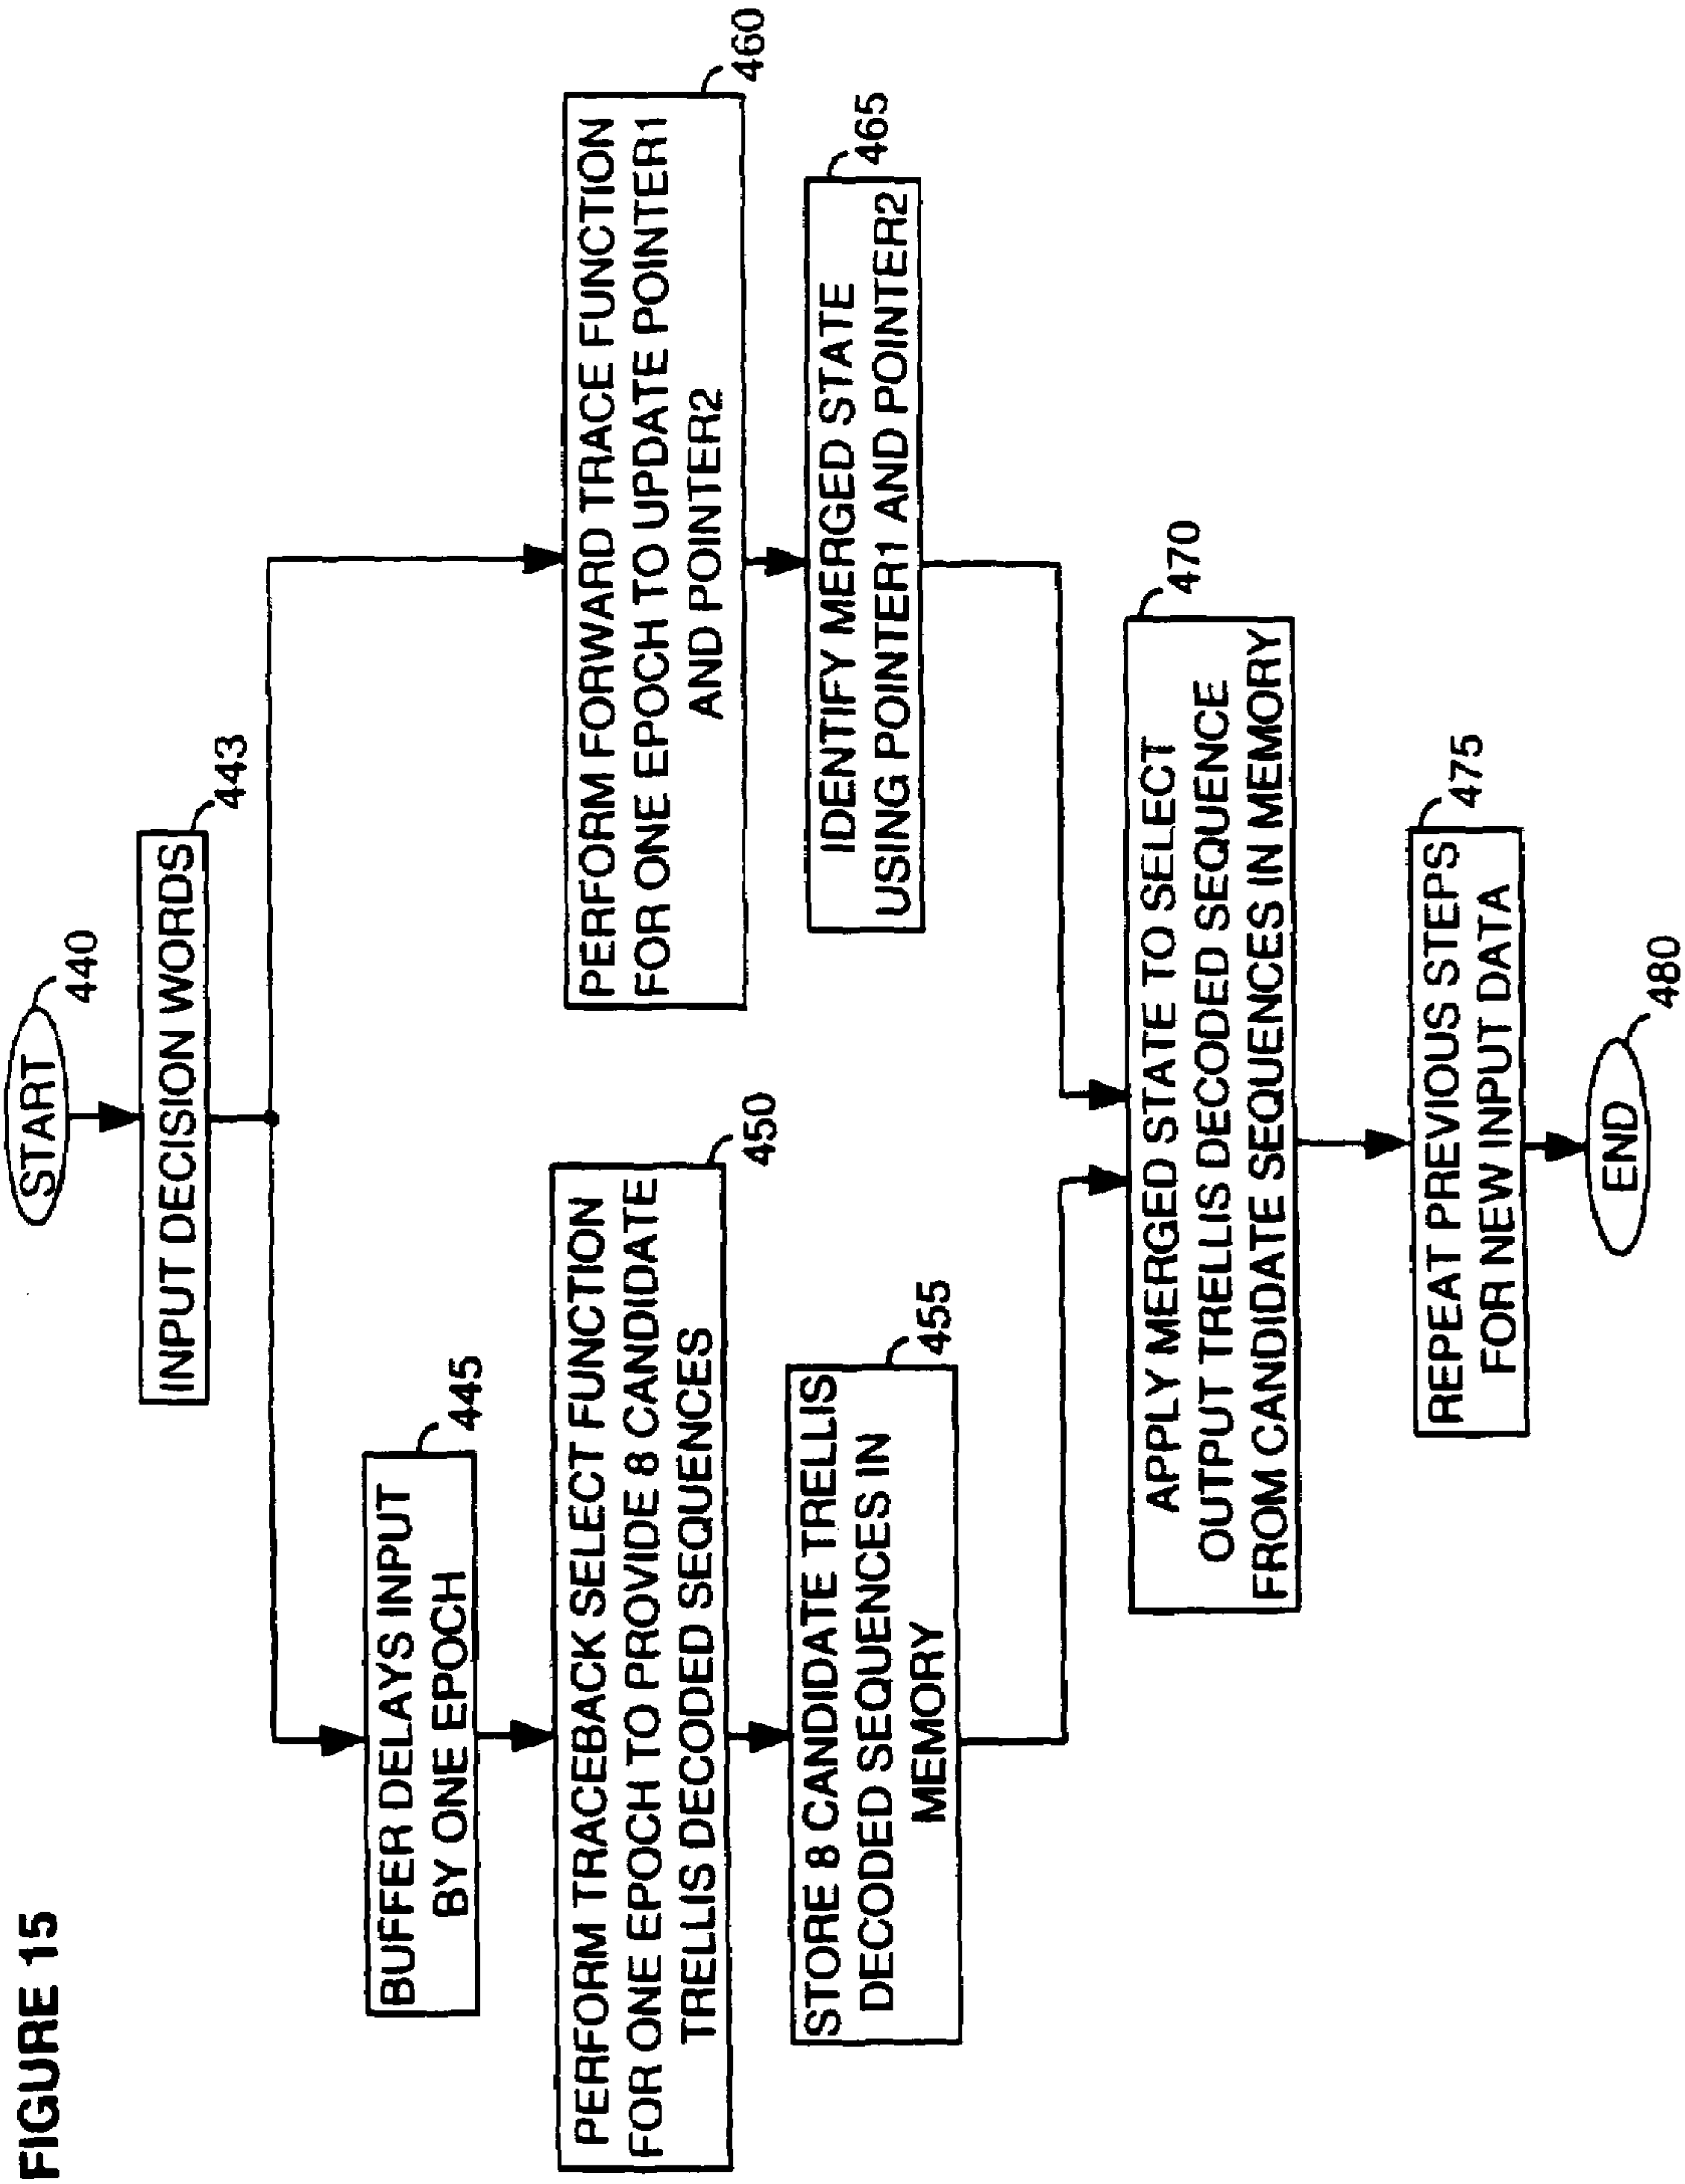 FIGURE 15
START
440
INPUT DECISION WORDS
443
BUFFER DELAYS INPUT
BY ONE EPOCH
445
PERFORM TRACEBACK SELECT FUNCTION
FOR ONE EPOCH TO PROVIDE 8 CANDIDATE
TRELLIS DECODED SEQUENCES
450
STORE 8 CANDIDATE TRELLIS
DECODED SEQUENCES IN
MEMORY
455
PERFORM FORWARD TRACE FUNCTION
FOR ONE EPOCH TO UPDATE POINTER1
AND POINTER2
460
IDENTIFY MERGED STATE
USING POINTER1 AND POINTER2
465
APPLY MERGED STATE TO SELECT
OUTPUT TRELLIS DECODED SEQUENCE
FROM CANDIDATE SEQUENCES IN MEMORY
470
REPEAT PREVIOUS STEPS
FOR NEW INPUT DATA
475
END
480